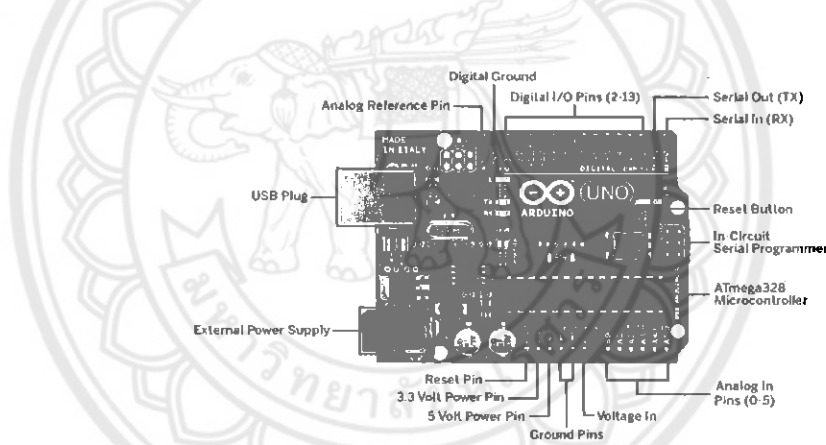 Digital Ground
Analog Reference Pin
Digital I/O Pins (2-13)
Serial Out (TX)
Serial In (RX)
MADE
IN ITALY
USB Plug
(UNO)
ARDUINO
Reset Button
In-Circuit
Serial Programmer
ATmega328
Microcontroller
External Power Supply
Reset Pin
3.3 Volt Power Pin
5 Volt Power Pin
Ground Pins
Voltage In
Analog In
Pins (0-5)